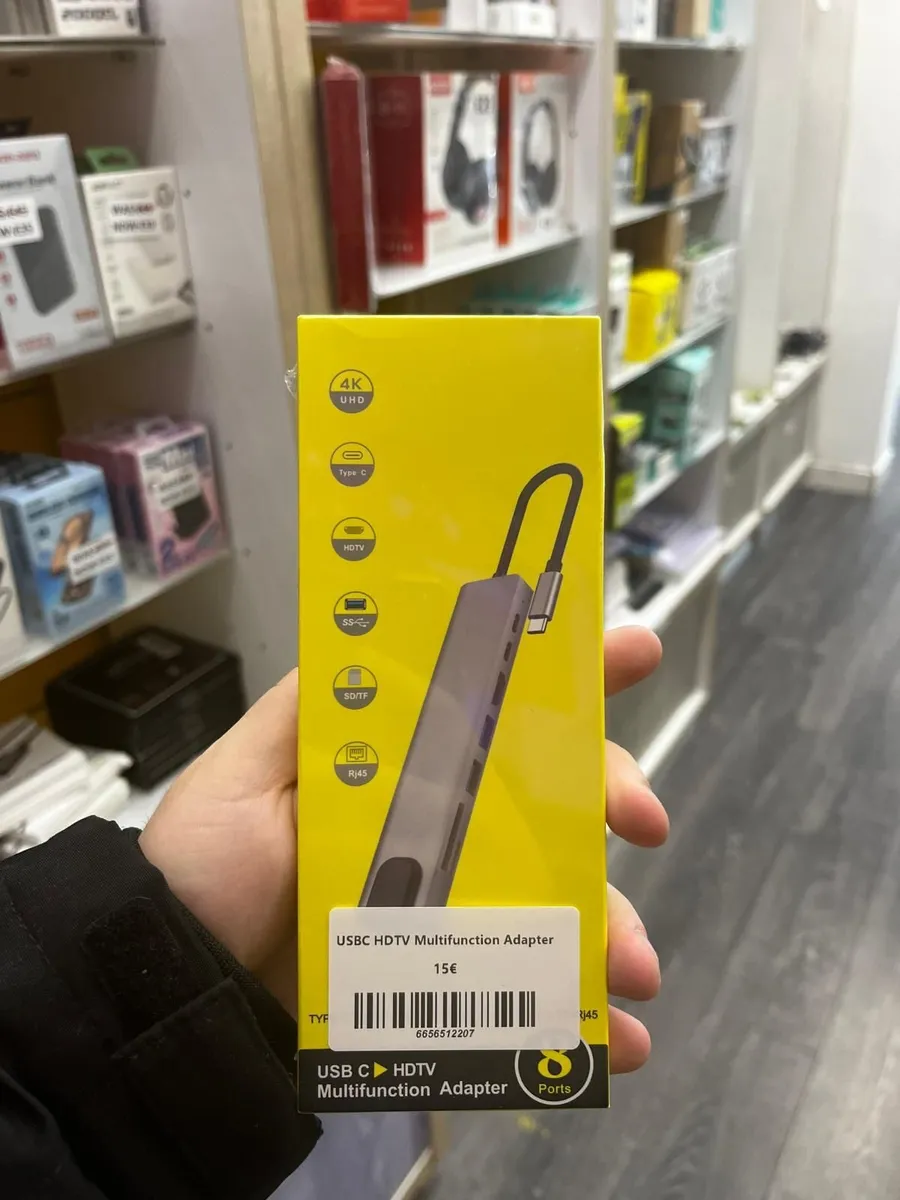 4K
UHD
Type C
HDTV
SS
SD/TF
Rj45
USBC HDTV Multifunction Adapter
15€
6656512207
TYP
Rj45
USB C HDTV
Multifunction Adapter
8
Ports